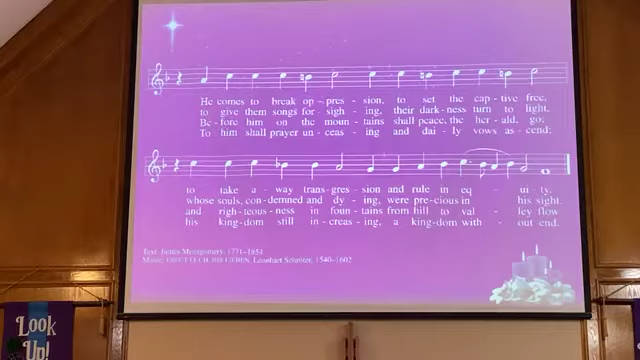 He comes to break op - pres - sion, to set the cap - tive free,
to give them songs for - sigh - ing, their dark - ness turn to light,
Be - fore him on the moun - tains shall peace, the her - ald, go;
To him shall prayer un - ceas - ing and dai - ly vows as - cend;
to take a - way trans - gres - sion and rule in eq - ui - ty.
whose souls, con - demned and dy - ing, were pre - cious in his sight.
and righ - teous - ness in foun - tains from hill to val - ley flow
his king - dom still in - creas - ing, a king - dom with - out end.
Text: James Montgomery, 1771-1854
Music: Leonhart Schröter, 1540-1602
Look
Up!